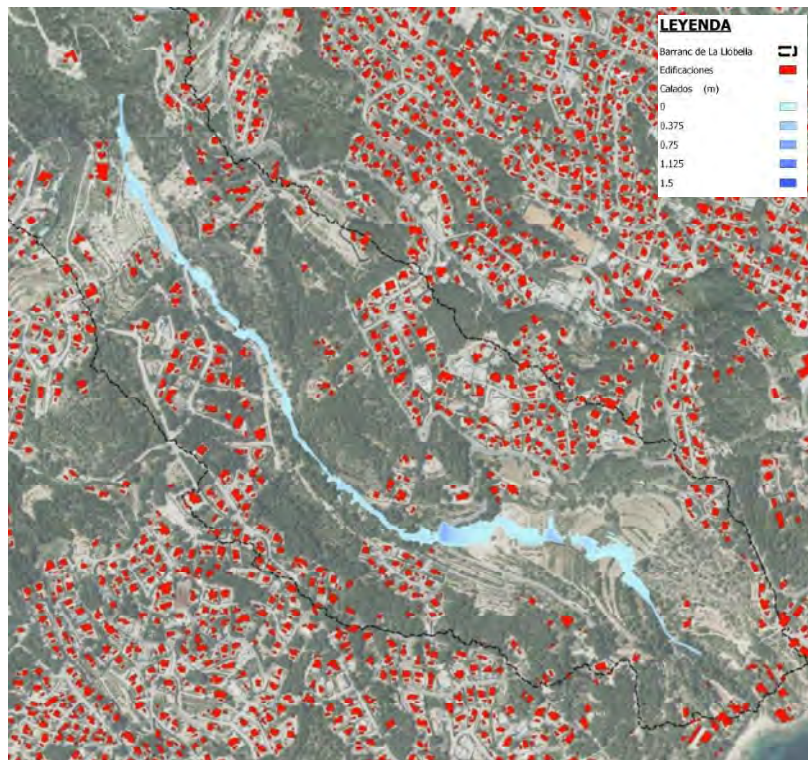 LEYENDA
Barranc de La Llobella
Edificaciones
Calados (m)
0
0.375
0.75
1.125
1.5